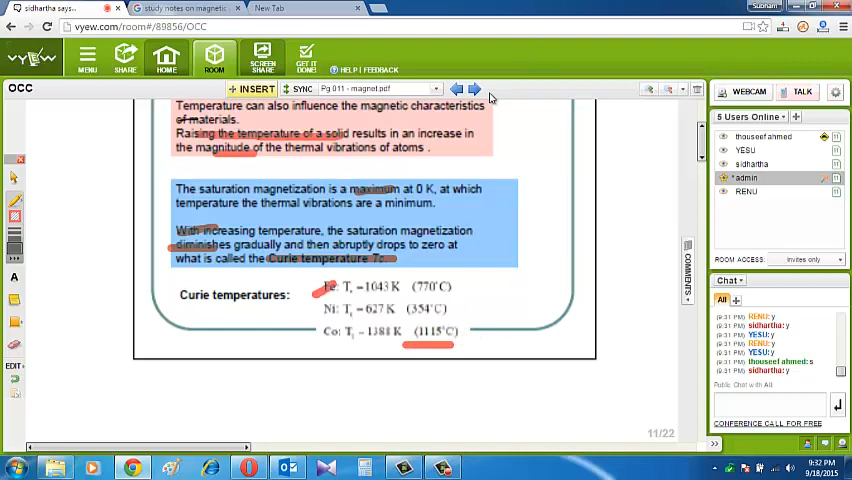 sidhartha says...
study notes on magnetic
New Tab
Subham
vyew.com/room#/89856/OCC
VYEW
MENU
SHARE
HOME
ROOM
SCREEN
SHARE
GET IT
DONE!
HELP | FEEDBACK
OCC
INSERT
SYNC
Pg 011 - magnet.pdf
WEBCAM
TALK
5 Users Online
thouseef ahmed
11
YESU
11
sidhartha
11
*admin
11
RENU
11
ROOM ACCESS:
Invites only
Chat
All
(9:31 PM) RENU: y
(9:31 PM) sidhartha: y
(9:31 PM) YESU: y
(9:31 PM) RENU: y
(9:31 PM) YESU: y
(9:31 PM) thouseef ahmed: s
(9:31 PM) sidhartha: y
Public Chat with All
CONFERENCE CALL FOR FREE!
COMMENTS
EDIT
A
Temperature can also influence the magnetic characteristics
of materials.
Raising the temperature of a solid results in an increase in
the magnitude of the thermal vibrations of atoms .
The saturation magnetization is a maximum at 0 K, at which
temperature the thermal vibrations are a minimum.
With increasing temperature, the saturation magnetization
diminishes gradually and then abruptly drops to zero at
what is called the Curie temperature Tc.
Curie temperatures:
Fe: Tc =1043 K (770°C)
Ni: Tc =627 K (354°C)
Co: Tc =1388 K (1115°C)
11/22
9:32 PM
9/18/2015